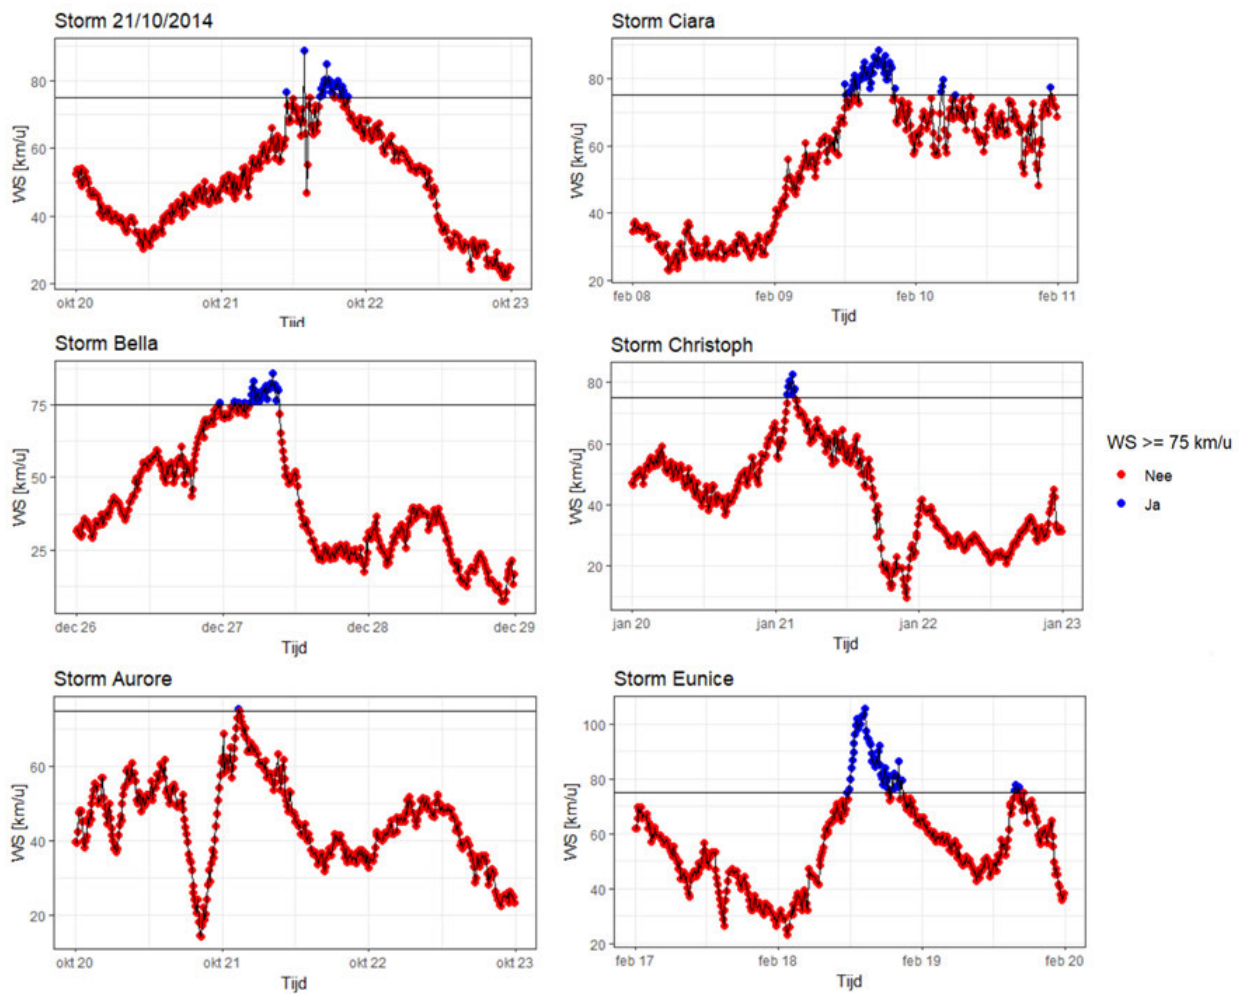 Storm 21/10/2014
80
60
40
20
WS [km/u]
okt 20
okt 21
okt 22
okt 23
Tijd
Storm Ciara
80
60
40
20
WS [km/u]
feb 08
feb 09
feb 10
feb 11
Tijd
Storm Bella
75
50
25
WS [km/u]
dec 26
dec 27
dec 28
dec 29
Tijd
Storm Christoph
80
60
40
20
WS [km/u]
jan 20
jan 21
jan 22
jan 23
Tijd
WS >= 75 km/u
Nee
Ja
Storm Aurore
60
40
20
WS [km/u]
okt 20
okt 21
okt 22
okt 23
Tijd
Storm Eunice
100
80
60
40
20
WS [km/u]
feb 17
feb 18
feb 19
feb 20
Tijd